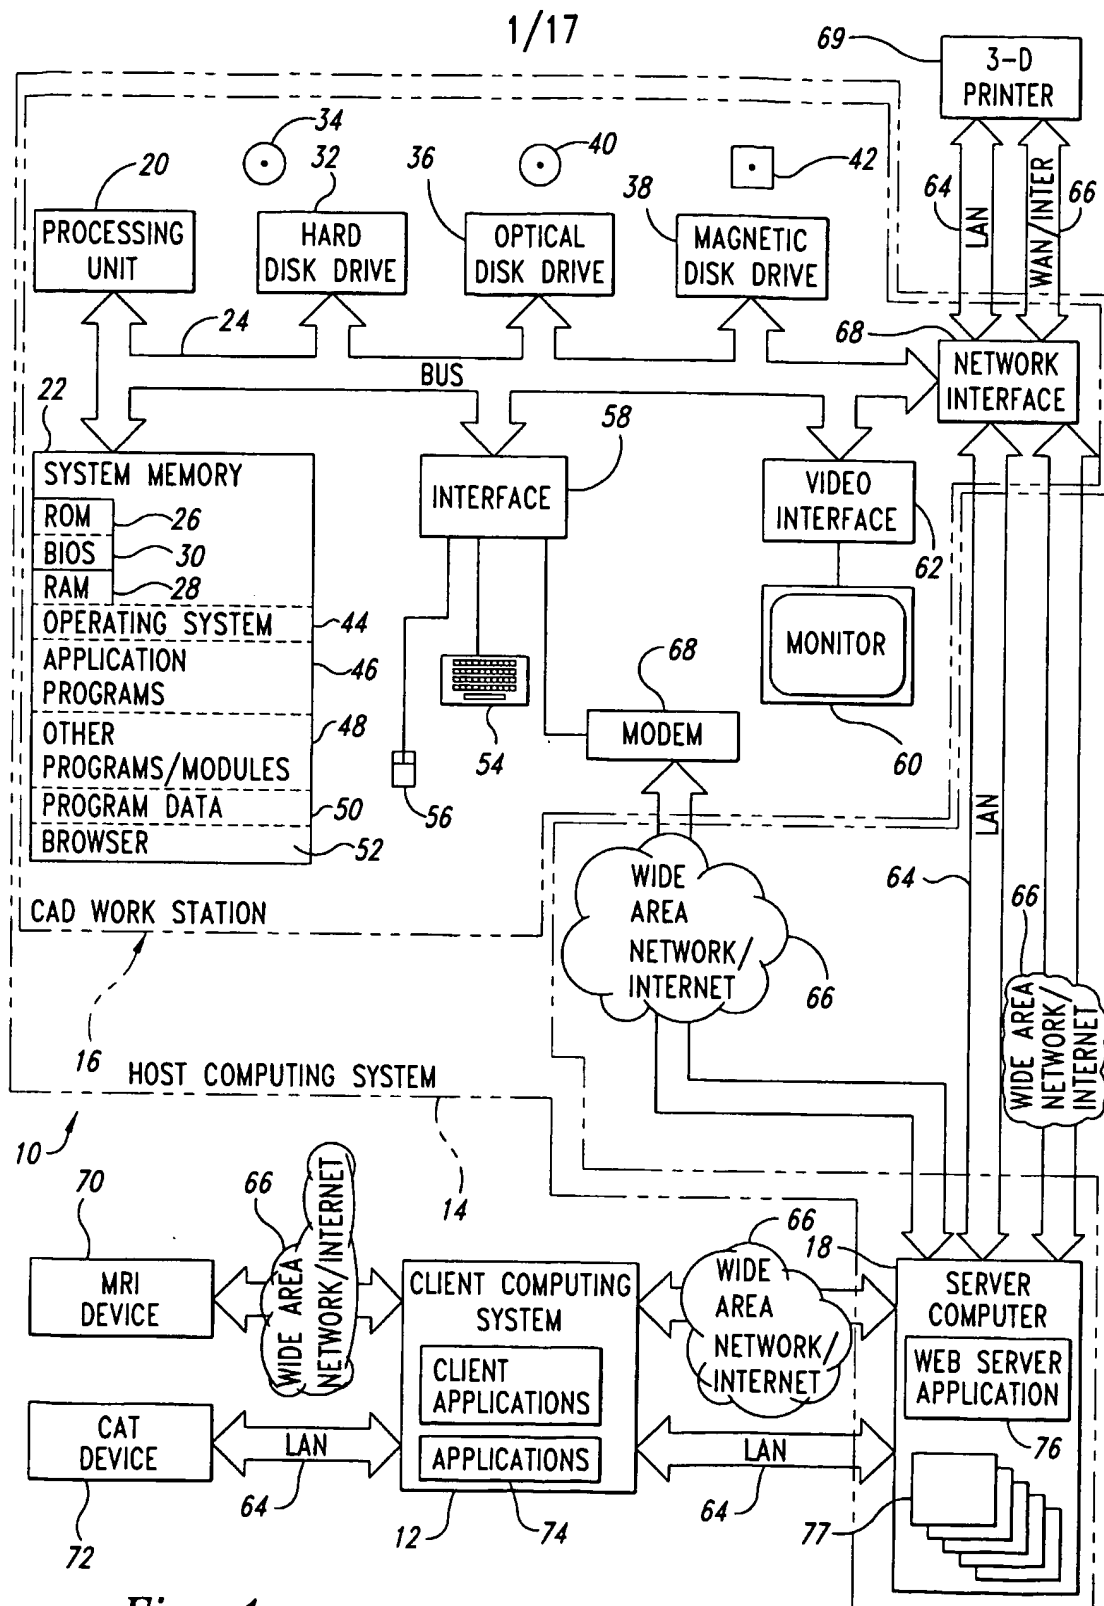 1/17
69
3-D
PRINTER
34
32
36
40
38
42
20
64
LAN
WAN/INTER
66
PROCESSING
UNIT
HARD
DISK DRIVE
OPTICAL
DISK DRIVE
MAGNETIC
DISK DRIVE
24
BUS
68
NETWORK
INTERFACE
22
SYSTEM MEMORY
ROM
26
BIOS
30
RAM
28
OPERATING SYSTEM
44
APPLICATION
PROGRAMS
46
OTHER
PROGRAMS/MODULES
48
PROGRAM DATA
50
BROWSER
52
58
INTERFACE
VIDEO
INTERFACE
62
MONITOR
60
54
56
68
MODEM
LAN
64
CAD WORK STATION
16
WIDE
AREA
NETWORK/
INTERNET
66
66
WIDE AREA
NETWORK/
INTERNET
HOST COMPUTING SYSTEM
14
10
70
MRI
DEVICE
66
WIDE AREA
NETWORK/INTERNET
CLIENT COMPUTING
SYSTEM
CLIENT
APPLICATIONS
APPLICATIONS
12
74
66
WIDE
AREA
NETWORK/
INTERNET
18
SERVER
COMPUTER
WEB SERVER
APPLICATION
76
77
CAT
DEVICE
72
LAN
64
LAN
64
Fig. 1